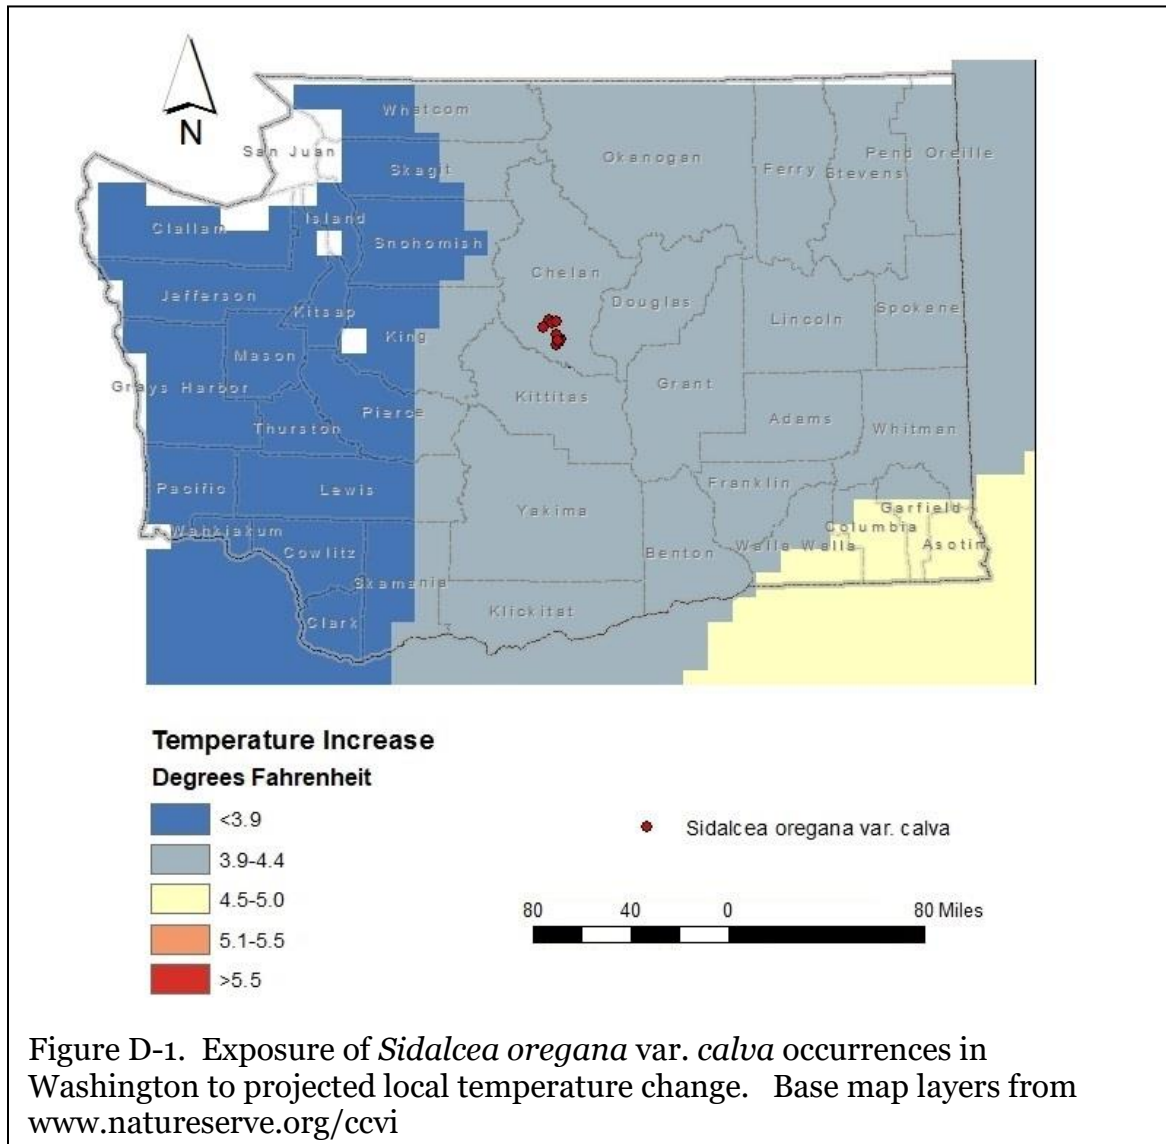 N
Whatcom
San Juan
Skagit
Okanogan
Ferry
Stevens
Pend Oreille
Island
Clallam
Snohomish
Chelan
Jefferson
Kitsap
Douglas
King
Lincoln
Spokane
Mason
Grays Harbor
Kittitas
Grant
Pierce
Thurston
Adams
Whitman
Pacific
Lewis
Yakima
Franklin
Garfield
Wahkiakum
Cowlitz
Columbia
Walla Walla
Asotin
Benton
Skamania
Klickitat
Clark
Temperature Increase
Degrees Fahrenheit
<3.9
3.9-4.4
4.5-5.0
5.1-5.5
>5.5
Sidalcea oregana var. calva
80 40 0 80 Miles
Figure D-1. Exposure of Sidalcea oregana var. calva occurrences in
Washington to projected local temperature change. Base map layers from
www.natureserve.org/ccvi